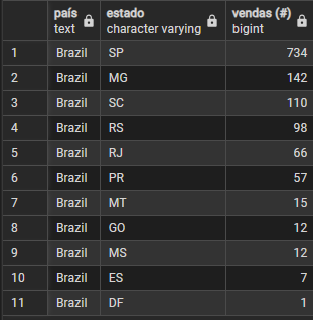 país estado vendas (#)
text character varying bigint
1 Brazil SP 734
2 Brazil MG 142
3 Brazil SC 110
4 Brazil RS 98
5 Brazil RJ 66
6 Brazil PR 57
7 Brazil MT 15
8 Brazil GO 12
9 Brazil MS 12
10 Brazil ES 7
11 Brazil DF 1